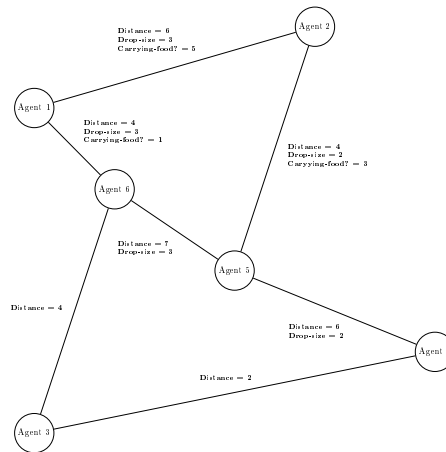 Agent 2
Distance = 6
Drop-size = 3
Carrying-food? = 5
Agent 1
Distance = 4
Drop-size = 3
Carrying-food? = 1
Distance = 4
Drop-size = 2
Caryying-food? = 3
Agent 6
Distance = 7
Drop-size = 3
Agent 5
Distance = 4
Distance = 6
Drop-size = 2
Agent
Distance = 2
Agent 3